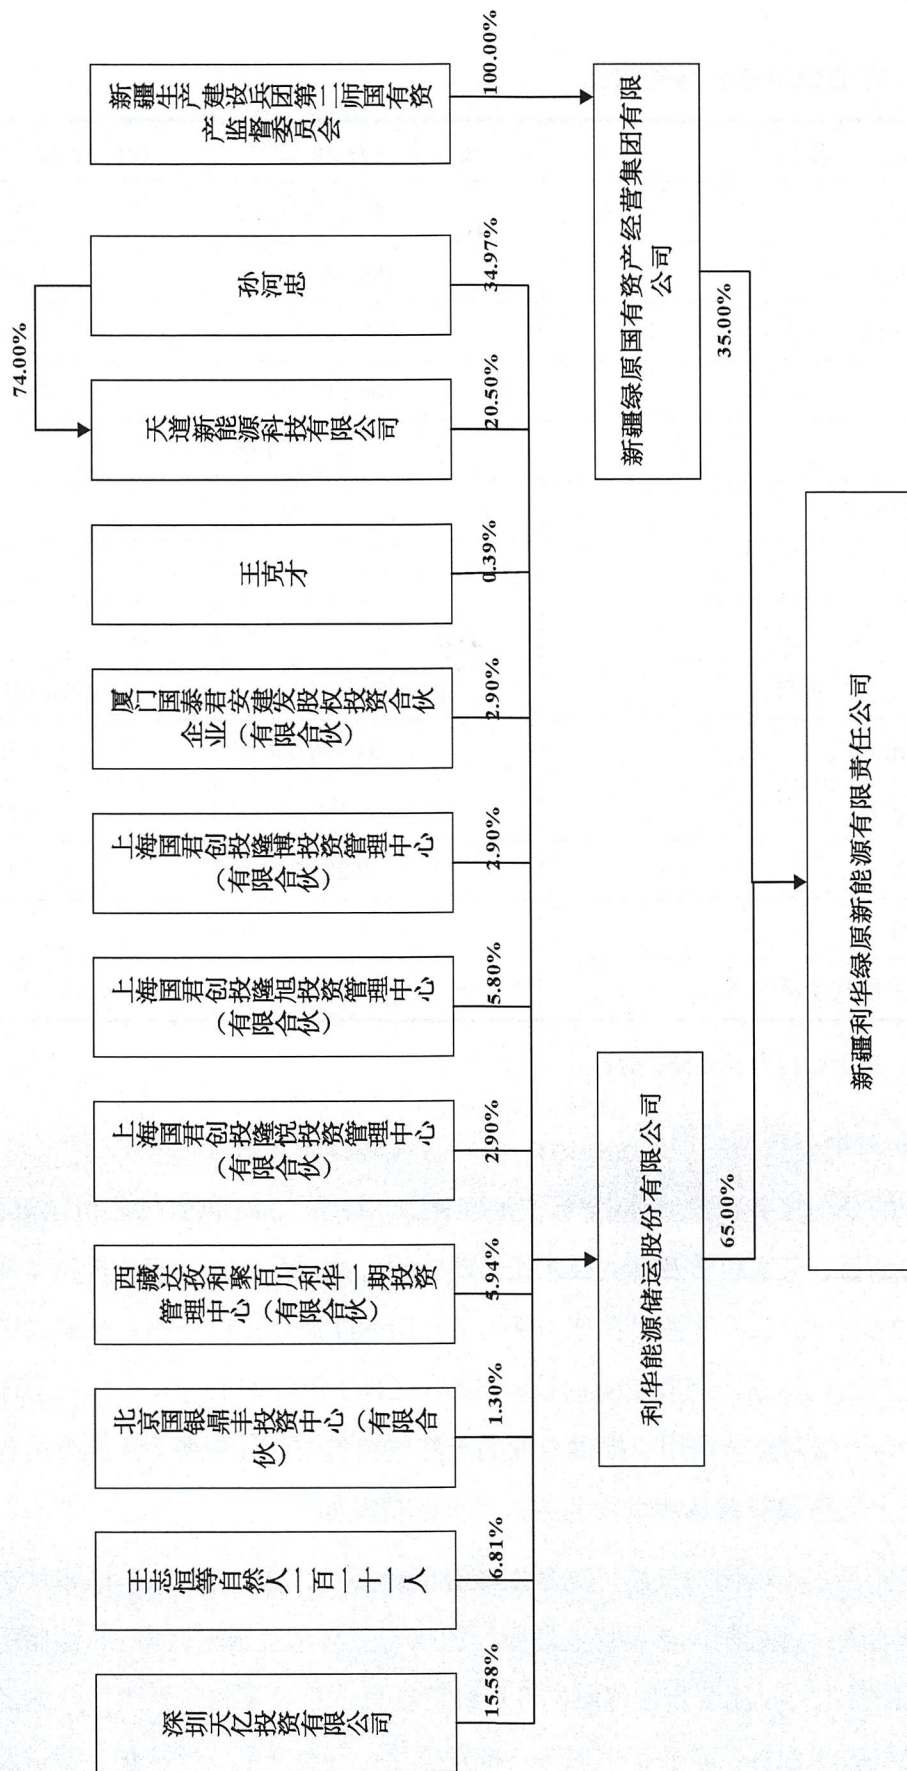 74.00%
深圳天亿投资有限公司
王志恒等自然人一百一十一人
北京国银鼎丰投资中心（有限合
伙）
西藏达孜和聚百川利华一期投资
管理中心（有限合伙）
上海国君创投隆悦投资管理中心
（有限合伙）
上海国君创投隆旭投资管理中心
（有限合伙）
上海国君创投隆博投资管理中心
（有限合伙）
厦门国泰君安建发股权投资合伙
企业（有限合伙）
王克才
天道新能源科技有限公司
孙河忠
新疆生产建设兵团第二师国有资
产监督委员会
15.58%
6.81%
1.30%
5.94%
2.90%
5.80%
2.90%
2.90%
0.39%
20.50%
34.97%
100.00%
利华能源储运股份有限公司
新疆绿原国有资产经营集团有限
公司
65.00%
35.00%
新疆利华绿原新能源有限责任公司